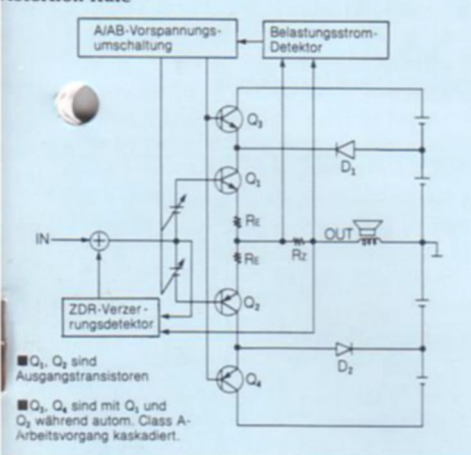 A/AB-Vorspannungs-
umschaltung
Belastungsstrom-
Detektor
Q₃
D₁
Q₁
RE
IN
OUT
RZ
RE
Q₂
ZDR-Verzer-
rungsdetektor
D₂
Q₄
■Q₁, Q₂ sind
Ausgangstransistoren
■Q₃, Q₄ sind mit Q₁ und
Q₂ während autom. Class A-
Arbeitsvorgang kaskadiert.